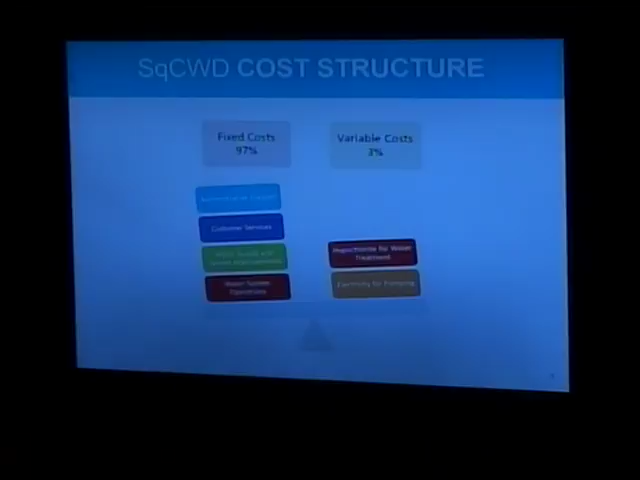 SqCWD COST STRUCTURE
Fixed Costs
97%
Variable Costs
3%
Customer Services
Water System
Operations
Hypochlorite for Water
Treatment
Electricity for Pumping